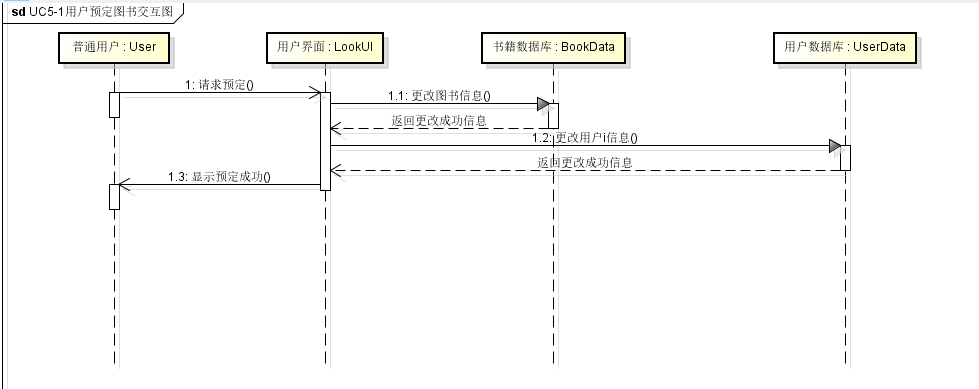 sd UC5-1用户预定图书交互图
普通用户 : User
用户界面 : LookUI
书籍数据库 : BookData
用户数据库 : UserData
1: 请求预定()
1.1: 更改图书信息()
返回更改成功信息
1.2: 更改用户i信息()
返回更改成功信息
1.3: 显示预定成功()